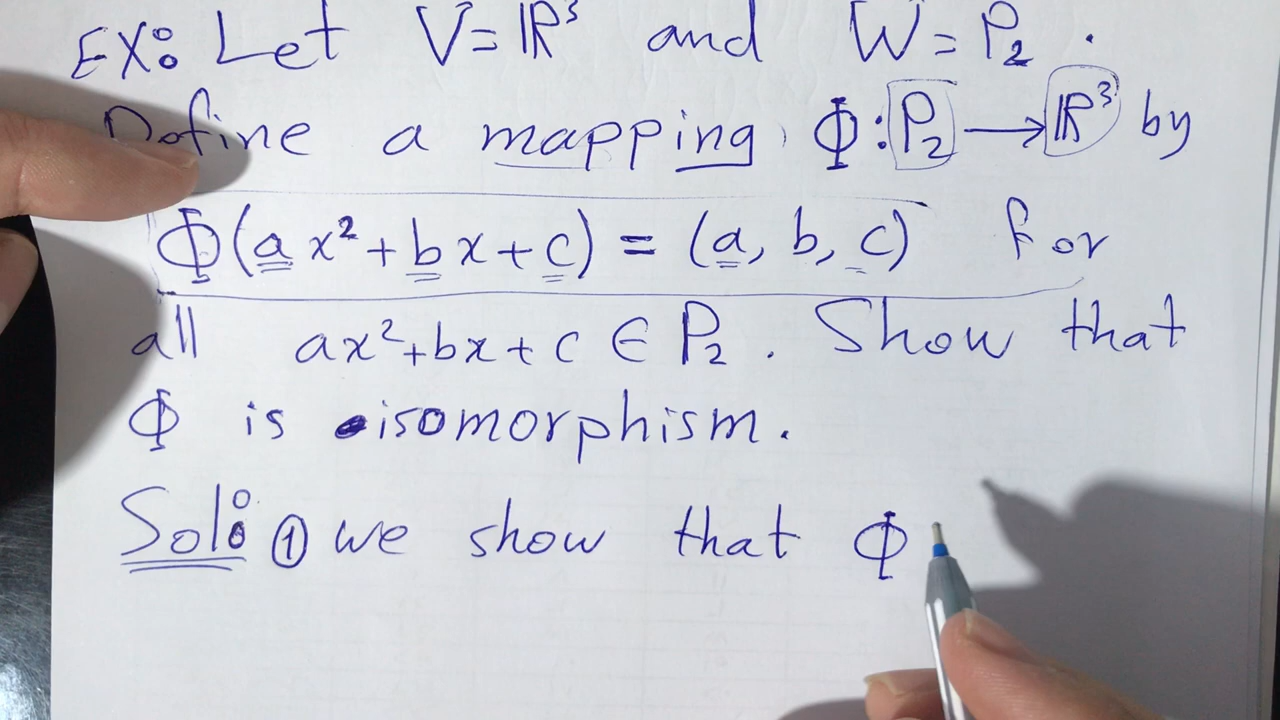 EX: Let V = ℝ³ and W = P₂.
Define a mapping Φ: P₂ → ℝ³ by
Φ(ax² + bx + c) = (a, b, c) for
all ax² + bx + c ∈ P₂. Show that
Φ is isomorphism.
Sol: ① we show that Φ